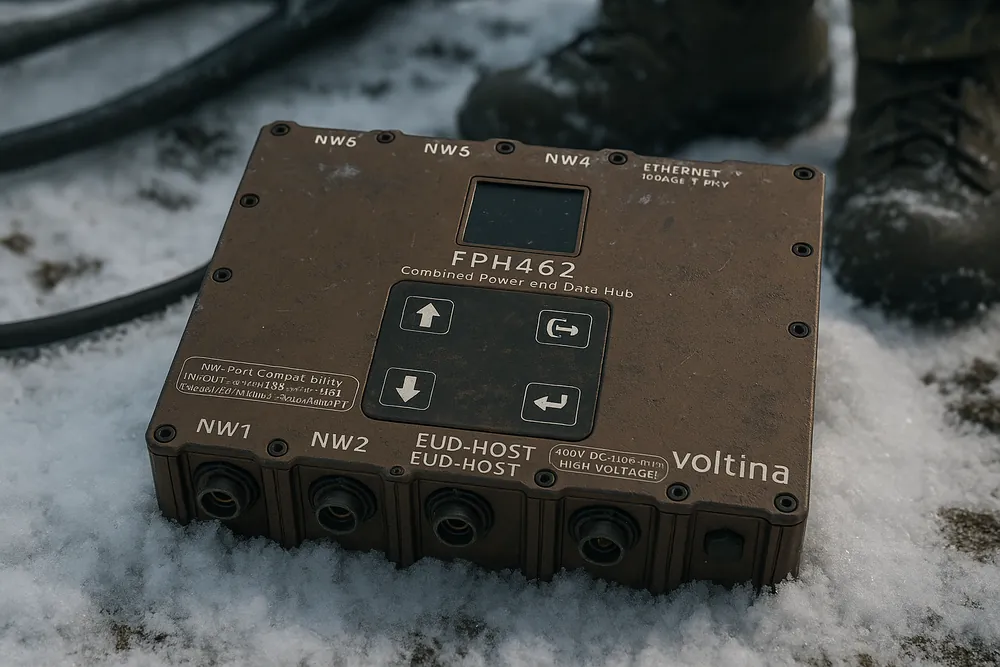 NW6
NW5
NW4
ETHERNET
FPH462
Combined Power end Data Hub
NW-Port Compat bility
NW1
NW2
EUD-HOST
EUD-HOST
400V
HIGH VOLTAGE!
voltina